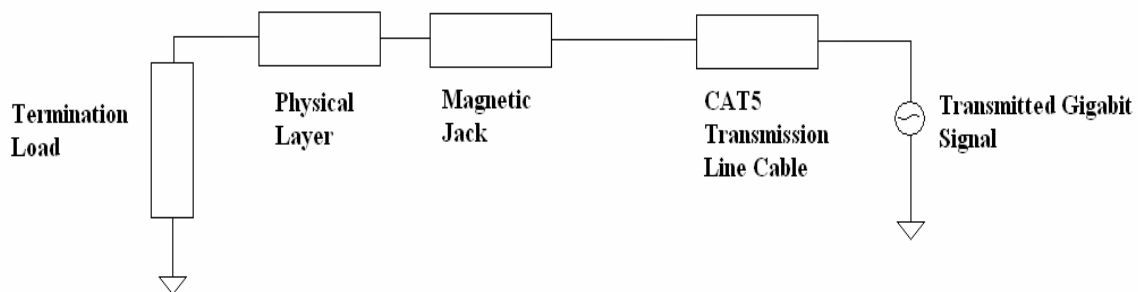 Termination
Load
Physical
Layer
Magnetic
Jack
CAT5
Transmission
Line Cable
Transmitted Gigabit
Signal